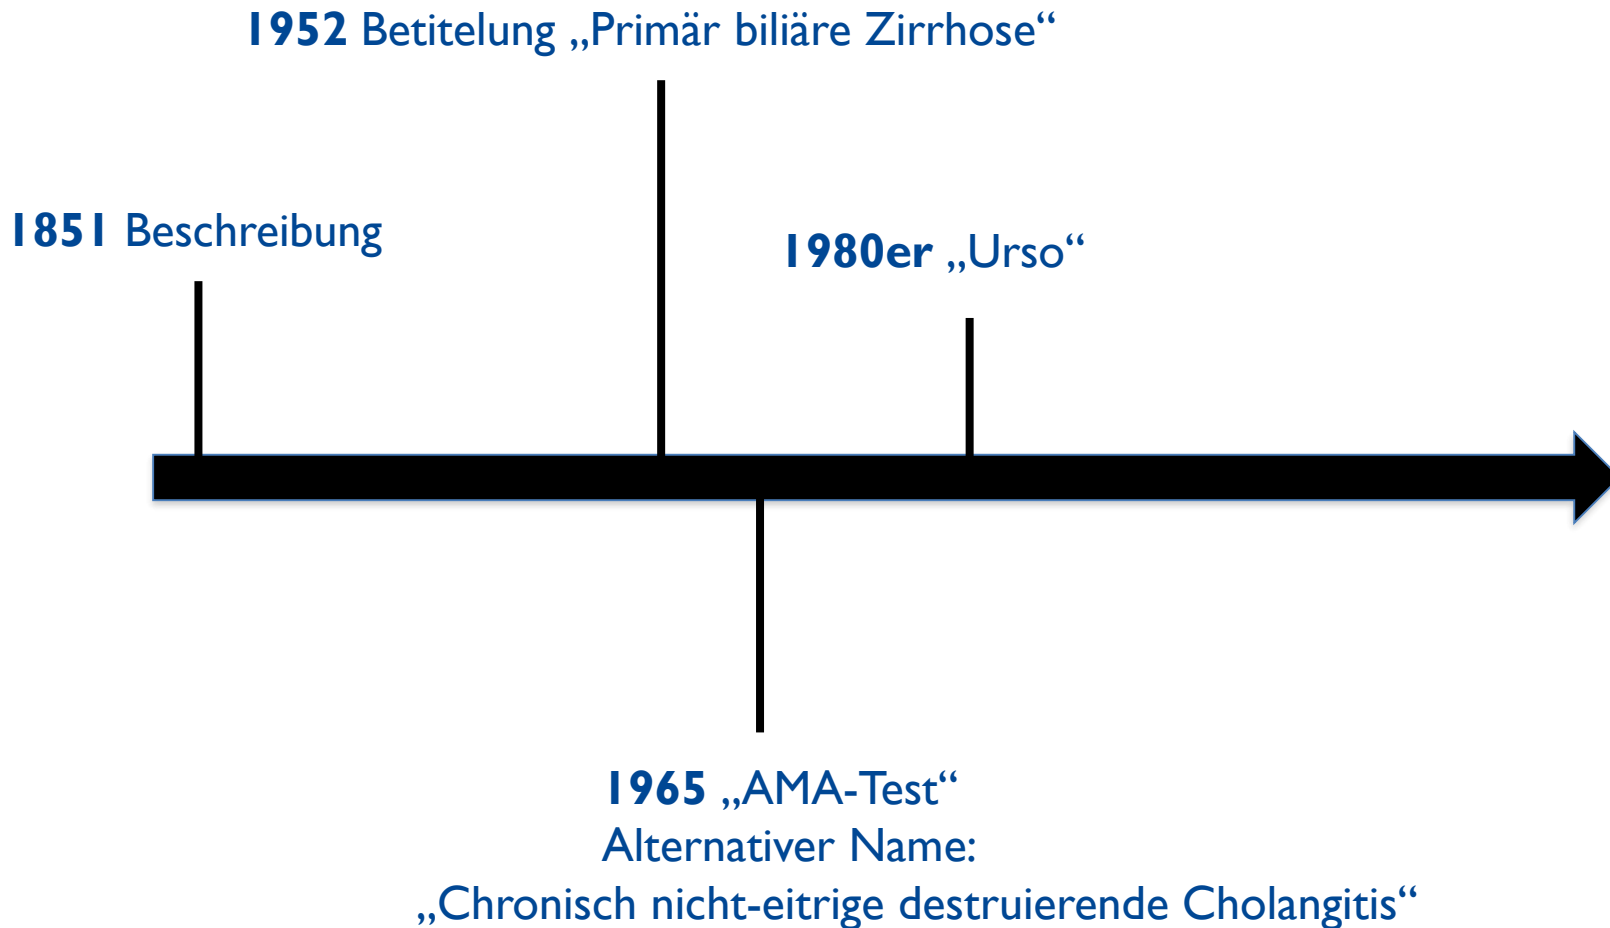 1952 Betitelung „Primär biliäre Zirrhose“
1851 Beschreibung
1980er „Urso“
1965 „AMA-Test“
Alternativer Name:
„Chronisch nicht-eitrige destruierende Cholangitis“